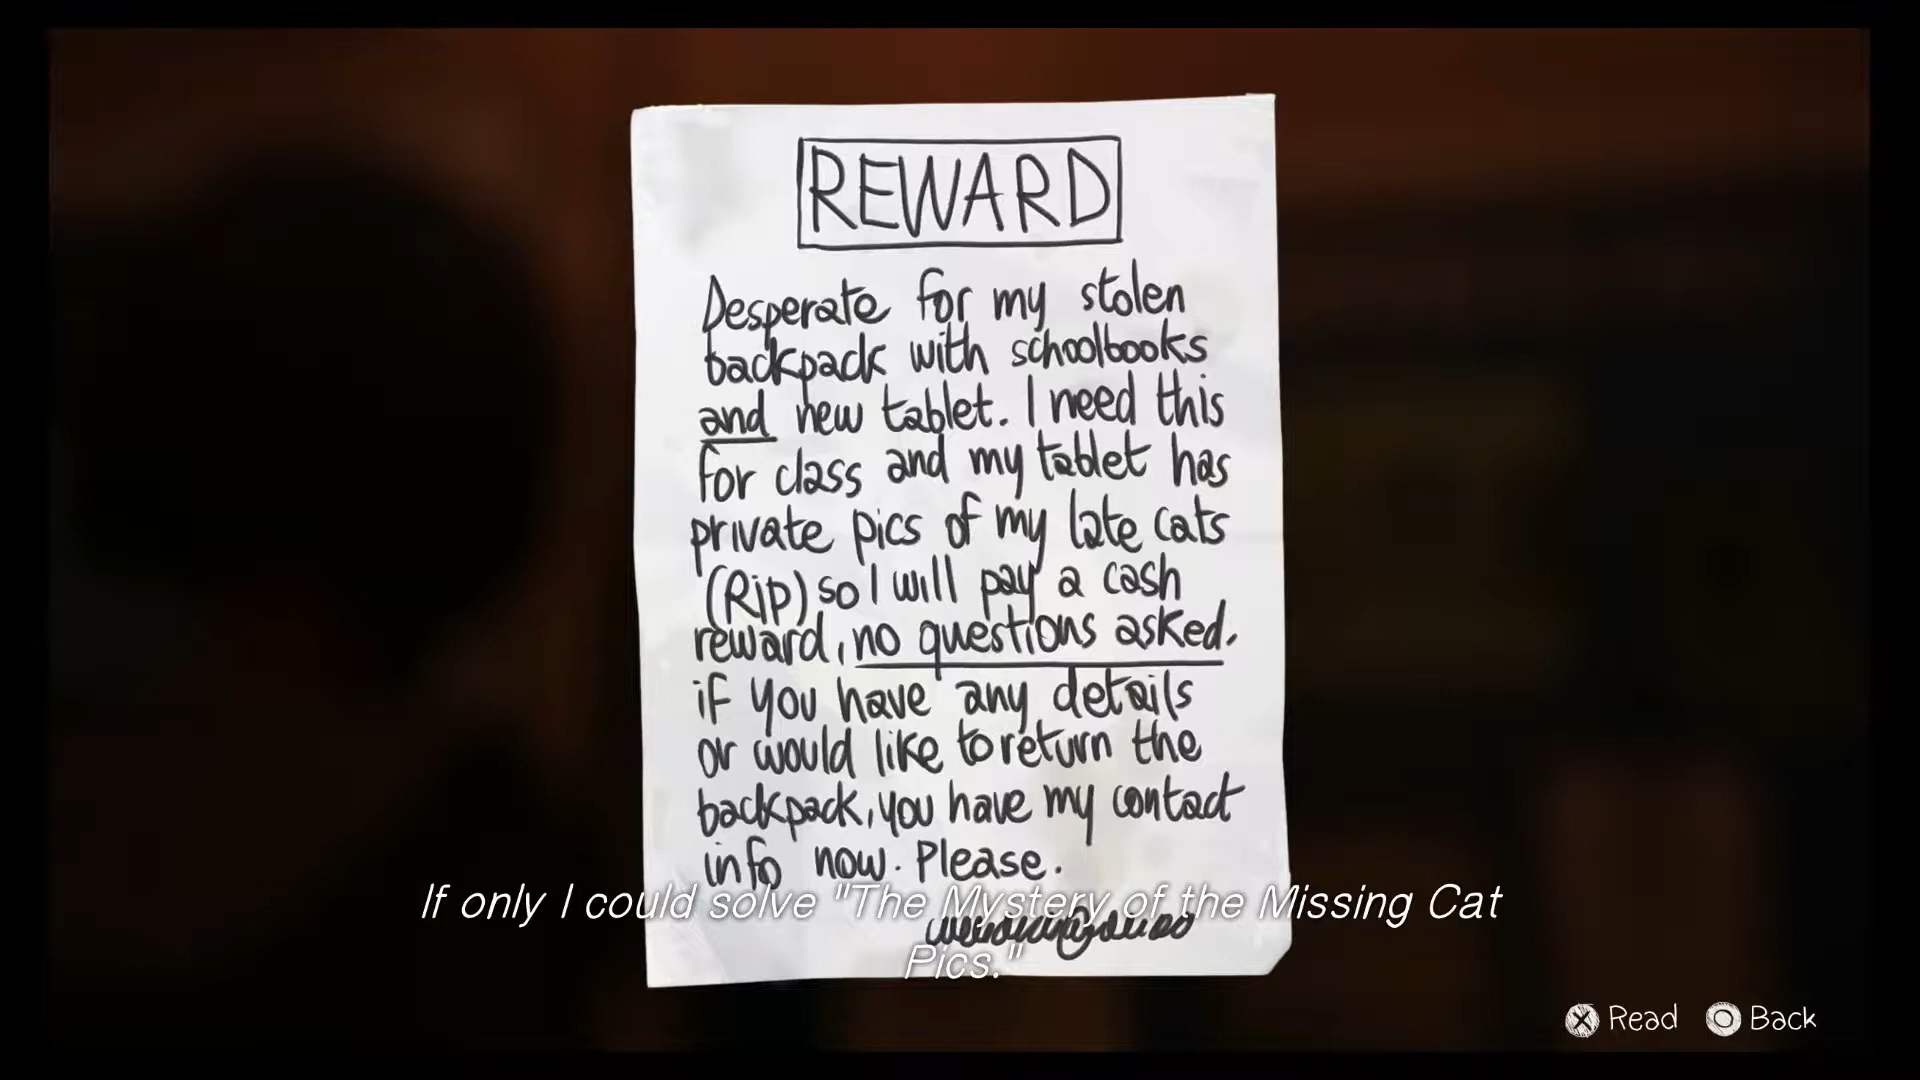 REWARD
Desperate for my stolen
backpack with schoolbooks
and new tablet. I need this
for class and my tablet has
private pics of my late cats
(Rip) so I will pay a cash
reward, no questions asked.
if you have any details
or would like to return the
backpack, you have my contact
info now. Please.
If only I could solve "The Mystery of the Missing Cat
Pics."
Read Back